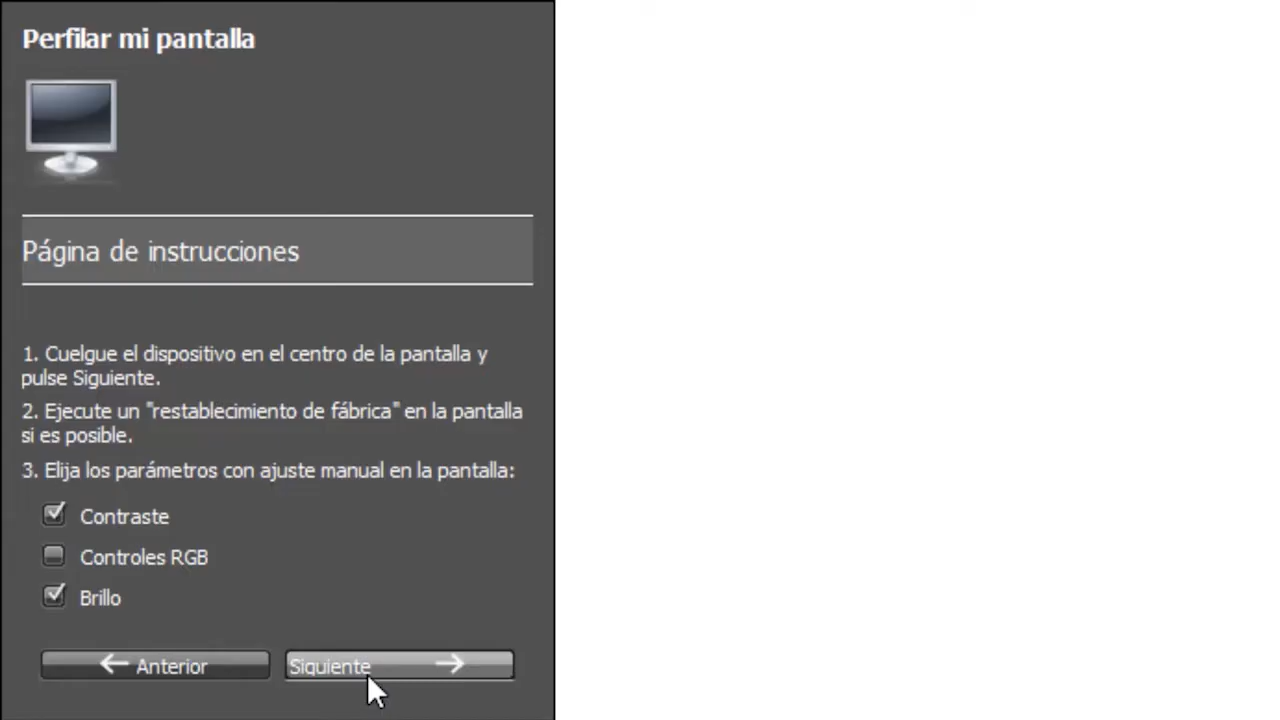 Perfilar mi pantalla
Página de instrucciones
1. Cuelgue el dispositivo en el centro de la pantalla y
pulse Siguiente.
2. Ejecute un "restablecimiento de fábrica" en la pantalla
si es posible.
3. Elija los parámetros con ajuste manual en la pantalla:
Contraste
Controles RGB
Brillo
Anterior
Siguiente